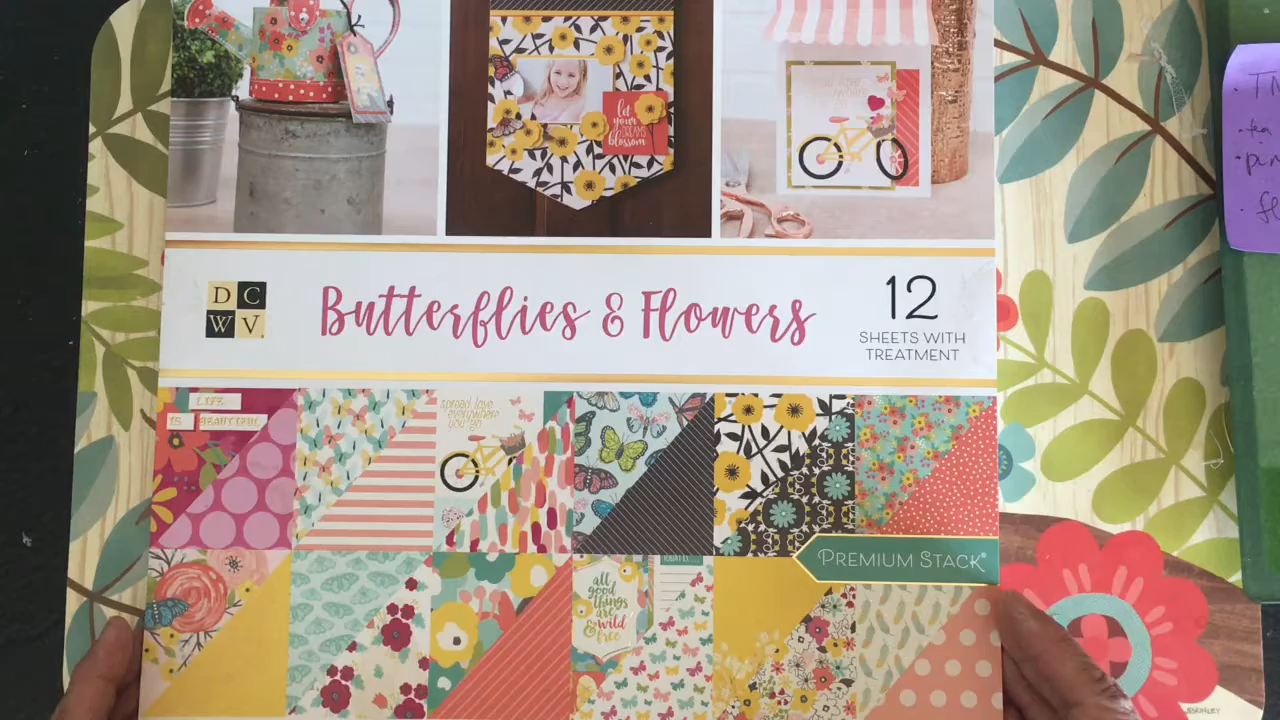 let
your
DREAMS
blossom
D C
W V
Butterflies & Flowers
12
SHEETS WITH
TREATMENT
LIFE
IS BEAUTIFUL
spread love
everywhere
you go
PREMIUM STACK
all
good
things
are
& wild
free